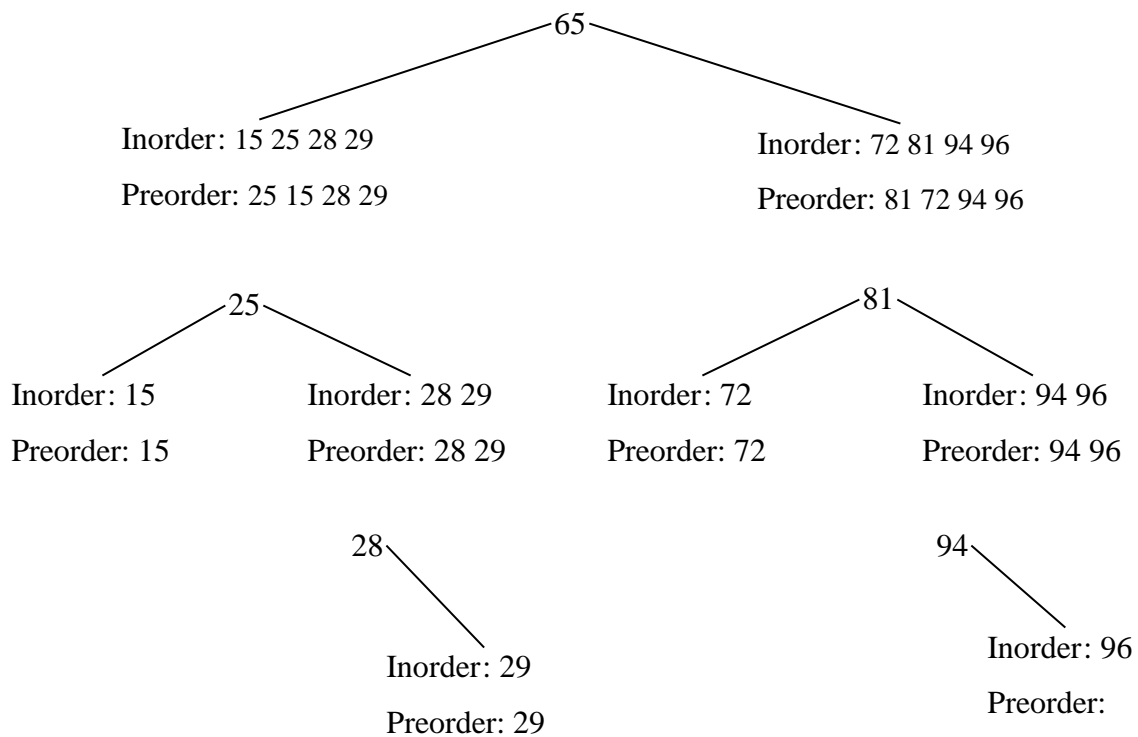 65
Inorder: 15 25 28 29
Inorder: 72 81 94 96
Preorder: 25 15 28 29
Preorder: 81 72 94 96
25
81
Inorder: 15
Inorder: 28 29
Inorder: 72
Inorder: 94 96
Preorder: 15
Preorder: 28 29
Preorder: 72
Preorder: 94 96
28
94
Inorder: 29
Inorder: 96
Preorder: 29
Preorder: